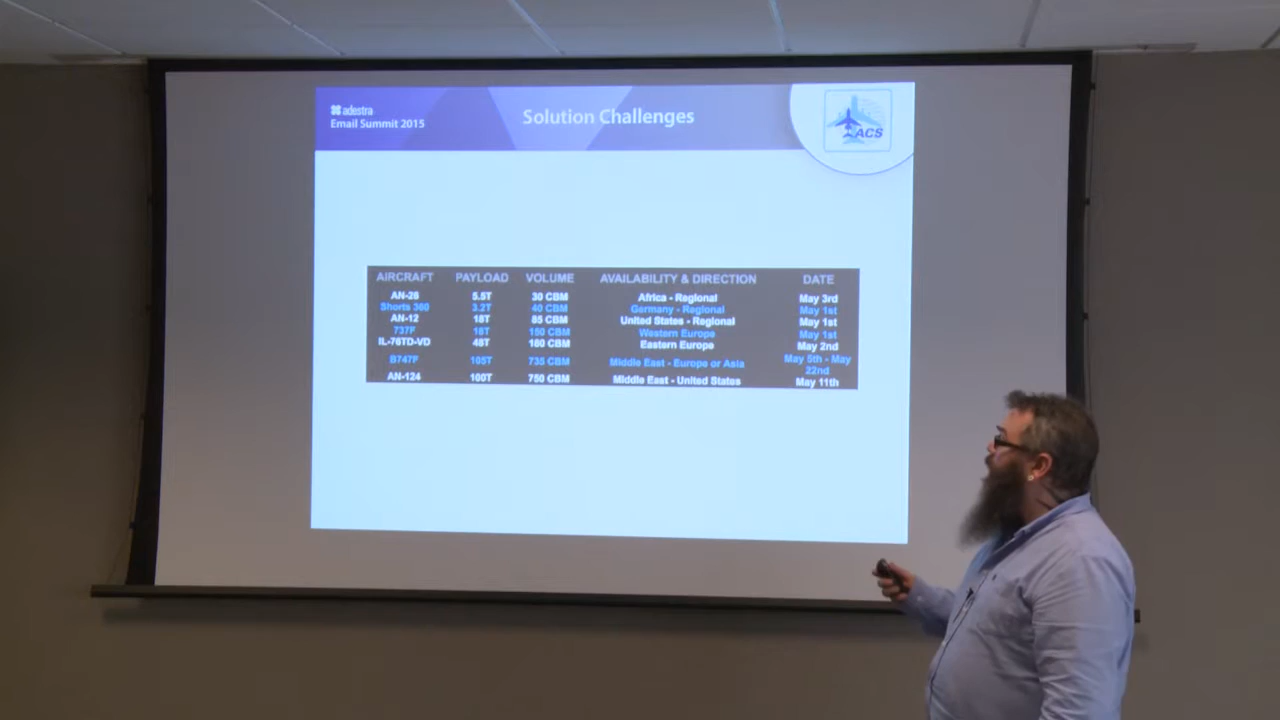 adestra
Email Summit 2015
Solution Challenges
ACS
AIRCRAFT PAYLOAD VOLUME AVAILABILITY & DIRECTION DATE
AN-26 5.5T 30 CBM Africa - Regional May 3rd
Shorts 360 3.2T 40 CBM Germany - Regional May 1st
AN-12 18T 85 CBM United States - Regional May 1st
737F 18T 150 CBM Western Europe May 1st
IL-76TD-VD 48T 180 CBM Eastern Europe May 2nd
B747F 105T 735 CBM Middle East - Europe or Asia May 5th - May
22nd
AN-124 100T 750 CBM Middle East - United States May 11th